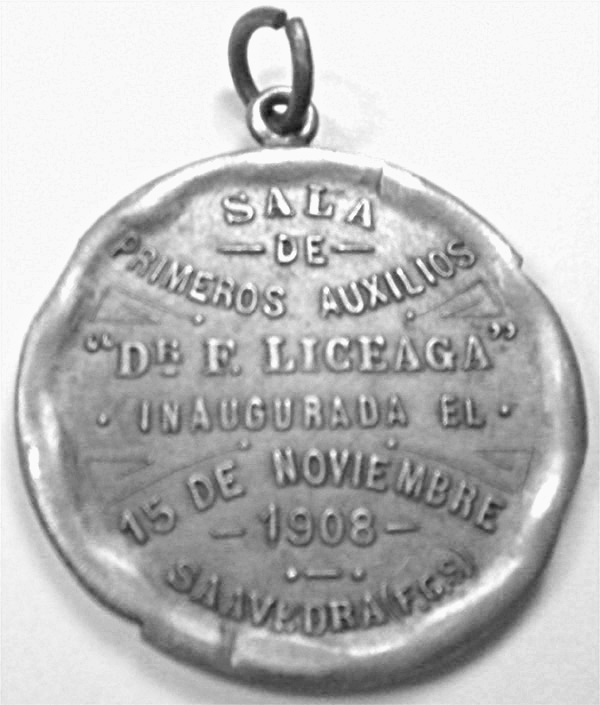 SALA
— DE —
PRIMEROS AUXILIOS
"DR. F. LICEAGA"
· INAUGURADA EL ·
15 DE NOVIEMBRE
— 1908 —
SAAVEDRA (F.C.S)